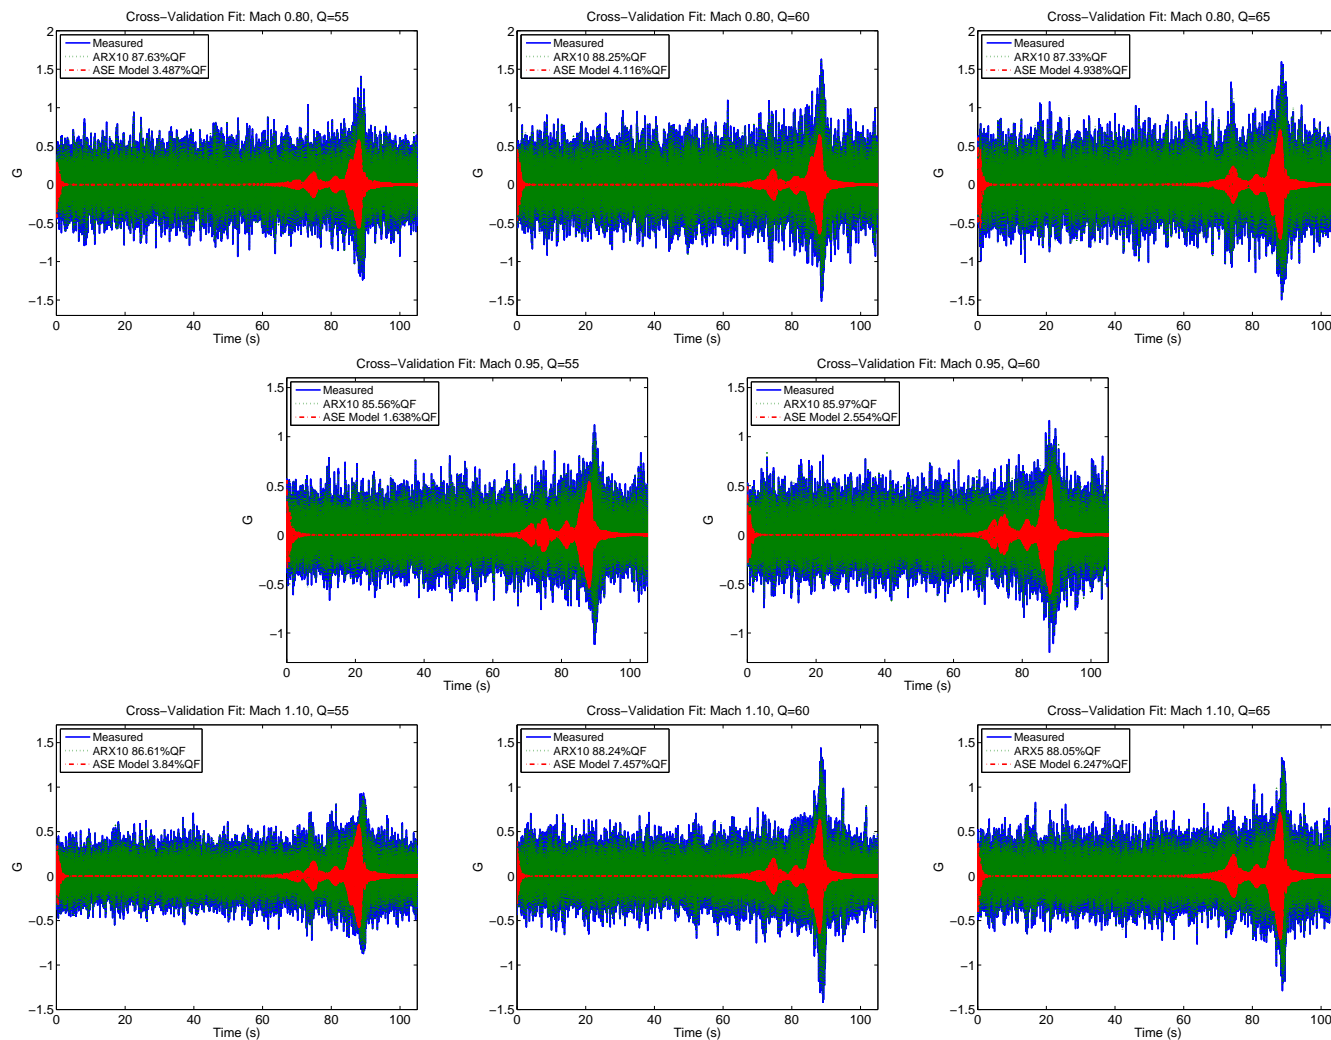 Cross−Validation Fit: Mach 0.80, Q=55
Measured
ARX10 87.63%QF
ASE Model 3.487%QF
2
1.5
1
0.5
0
−0.5
−1
−1.5
G
0 20 40 60 80 100
Time (s)
Cross−Validation Fit: Mach 0.80, Q=60
Measured
ARX10 88.25%QF
ASE Model 4.116%QF
2
1.5
1
0.5
0
−0.5
−1
−1.5
G
0 20 40 60 80 100
Time (s)
Cross−Validation Fit: Mach 0.80, Q=65
Measured
ARX10 87.33%QF
ASE Model 4.938%QF
2
1.5
1
0.5
0
−0.5
−1
−1.5
G
0 20 40 60 80 100
Time (s)
Cross−Validation Fit: Mach 0.95, Q=55
Measured
ARX10 85.56%QF
ASE Model 1.638%QF
1.5
1
0.5
0
−0.5
−1
G
0 20 40 60 80 100
Time (s)
Cross−Validation Fit: Mach 0.95, Q=60
Measured
ARX10 85.97%QF
ASE Model 2.554%QF
1.5
1
0.5
0
−0.5
−1
G
0 20 40 60 80 100
Time (s)
Cross−Validation Fit: Mach 1.10, Q=55
Measured
ARX10 86.61%QF
ASE Model 3.84%QF
1.5
1
0.5
0
−0.5
−1
−1.5
G
0 20 40 60 80 100
Time (s)
Cross−Validation Fit: Mach 1.10, Q=60
Measured
ARX10 88.24%QF
ASE Model 7.457%QF
1.5
1
0.5
0
−0.5
−1
−1.5
G
0 20 40 60 80 100
Time (s)
Cross−Validation Fit: Mach 1.10, Q=65
Measured
ARX5 88.05%QF
ASE Model 6.247%QF
1.5
1
0.5
0
−0.5
−1
−1.5
G
0 20 40 60 80 100
Time (s)